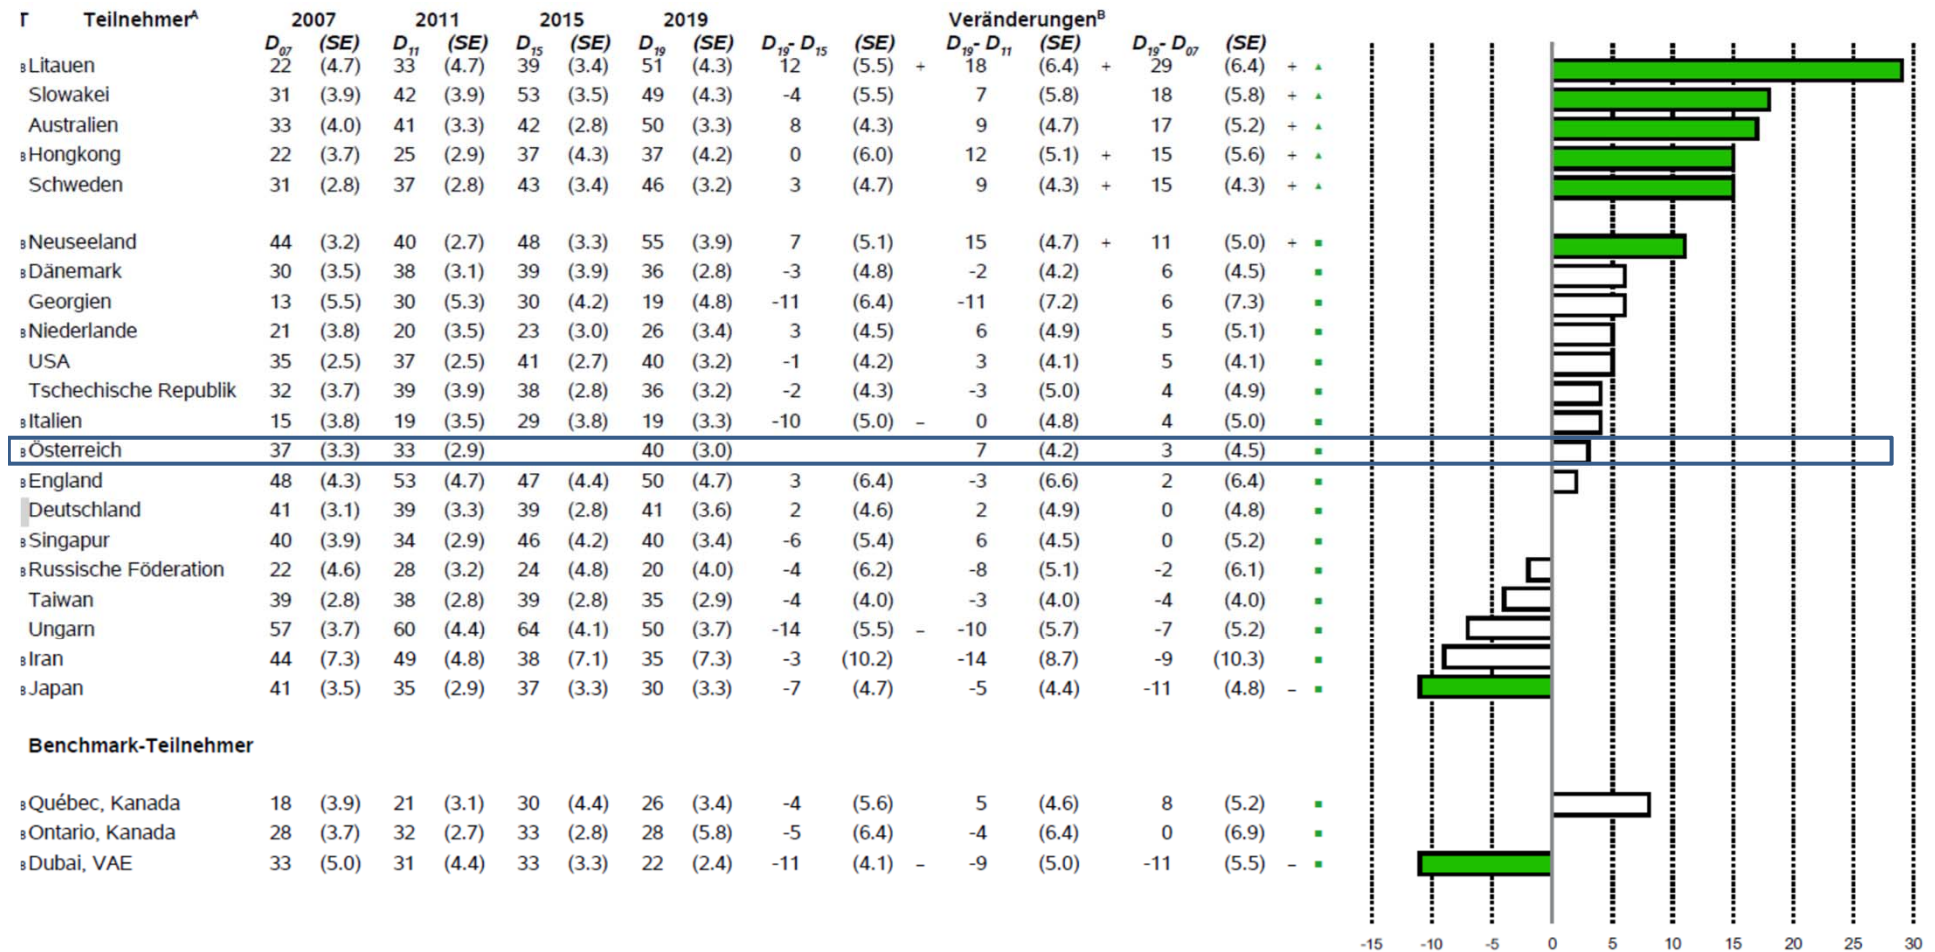 T Teilnehmer^A 2007 2011 2015 2019 Veränderungen^B
D07 (SE) D11 (SE) D15 (SE) D19 (SE) D19- D15 (SE) D19- D11 (SE) D19- D07 (SE)
B Litauen 22 (4.7) 33 (4.7) 39 (3.4) 51 (4.3) 12 (5.5) + 18 (6.4) + 29 (6.4) +
Slowakei 31 (3.9) 42 (3.9) 53 (3.5) 49 (4.3) -4 (5.5) 7 (5.8) 18 (5.8) +
Australien 33 (4.0) 41 (3.3) 42 (2.8) 50 (3.3) 8 (4.3) 9 (4.7) 17 (5.2) +
B Hongkong 22 (3.7) 25 (2.9) 37 (4.3) 37 (4.2) 0 (6.0) 12 (5.1) + 15 (5.6) +
Schweden 31 (2.8) 37 (2.8) 43 (3.4) 46 (3.2) 3 (4.7) 9 (4.3) + 15 (4.3) +
B Neuseeland 44 (3.2) 40 (2.7) 48 (3.3) 55 (3.9) 7 (5.1) 15 (4.7) + 11 (5.0) +
B Dänemark 30 (3.5) 38 (3.1) 39 (3.9) 36 (2.8) -3 (4.8) -2 (4.2) 6 (4.5)
Georgien 13 (5.5) 30 (5.3) 30 (4.2) 19 (4.8) -11 (6.4) -11 (7.2) 6 (7.3)
B Niederlande 21 (3.8) 20 (3.5) 23 (3.0) 26 (3.4) 3 (4.5) 6 (4.9) 5 (5.1)
USA 35 (2.5) 37 (2.5) 41 (2.7) 40 (3.2) -1 (4.2) 3 (4.1) 5 (4.1)
Tschechische Republik 32 (3.7) 39 (3.9) 38 (2.8) 36 (3.2) -2 (4.3) -3 (5.0) 4 (4.9)
B Italien 15 (3.8) 19 (3.5) 29 (3.8) 19 (3.3) -10 (5.0) – 0 (4.8) 4 (5.0)
B Österreich 37 (3.3) 33 (2.9) 40 (3.0) 7 (4.2) 3 (4.5)
B England 48 (4.3) 53 (4.7) 47 (4.4) 50 (4.7) 3 (6.4) -3 (6.6) 2 (6.4)
Deutschland 41 (3.1) 39 (3.3) 39 (2.8) 41 (3.6) 2 (4.6) 2 (4.9) 0 (4.8)
B Singapur 40 (3.9) 34 (2.9) 46 (4.2) 40 (3.4) -6 (5.4) 6 (4.5) 0 (5.2)
B Russische Föderation 22 (4.6) 28 (3.2) 24 (4.8) 20 (4.0) -4 (6.2) -8 (5.1) -2 (6.1)
Taiwan 39 (2.8) 38 (2.8) 39 (2.8) 35 (2.9) -4 (4.0) -3 (4.0) -4 (4.0)
Ungarn 57 (3.7) 60 (4.4) 64 (4.1) 50 (3.7) -14 (5.5) – -10 (5.7) -7 (5.2)
B Iran 44 (7.3) 49 (4.8) 38 (7.1) 35 (7.3) -3 (10.2) -14 (8.7) -9 (10.3)
B Japan 41 (3.5) 35 (2.9) 37 (3.3) 30 (3.3) -7 (4.7) -5 (4.4) -11 (4.8) –
Benchmark-Teilnehmer
B Québec, Kanada 18 (3.9) 21 (3.1) 30 (4.4) 26 (3.4) -4 (5.6) 5 (4.6) 8 (5.2)
B Ontario, Kanada 28 (3.7) 32 (2.7) 33 (2.8) 28 (5.8) -5 (6.4) -4 (6.4) 0 (6.9)
B Dubai, VAE 33 (5.0) 31 (4.4) 33 (3.3) 22 (2.4) -11 (4.1) – -9 (5.0) -11 (5.5) –
-15 -10 -5 0 5 10 15 20 25 30